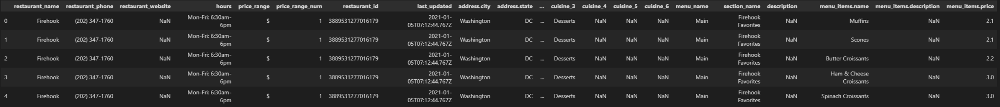 restaurant_name restaurant_phone restaurant_website hours price_range price_range_num restaurant_id last_updated address.city address.state ... cuisine_3 cuisine_4 cuisine_5 cuisine_6 menu_name section_name description menu_items.name menu_items.description menu_items.price
0 Firehook (202) 347-1760 NaN Mon-Fri: 6:30am-6pm $ 1 3889531277016179 2021-01-05T07:12:44.767Z Washington DC ... Desserts NaN NaN NaN Main Firehook Favorites NaN Muffins NaN 2.1
1 Firehook (202) 347-1760 NaN Mon-Fri: 6:30am-6pm $ 1 3889531277016179 2021-01-05T07:12:44.767Z Washington DC ... Desserts NaN NaN NaN Main Firehook Favorites NaN Scones NaN 2.1
2 Firehook (202) 347-1760 NaN Mon-Fri: 6:30am-6pm $ 1 3889531277016179 2021-01-05T07:12:44.767Z Washington DC ... Desserts NaN NaN NaN Main Firehook Favorites NaN Butter Croissants NaN 2.2
3 Firehook (202) 347-1760 NaN Mon-Fri: 6:30am-6pm $ 1 3889531277016179 2021-01-05T07:12:44.767Z Washington DC ... Desserts NaN NaN NaN Main Firehook Favorites NaN Ham & Cheese Croissants NaN 3.0
4 Firehook (202) 347-1760 NaN Mon-Fri: 6:30am-6pm $ 1 3889531277016179 2021-01-05T07:12:44.767Z Washington DC ... Desserts NaN NaN NaN Main Firehook Favorites NaN Spinach Croissants NaN 3.0